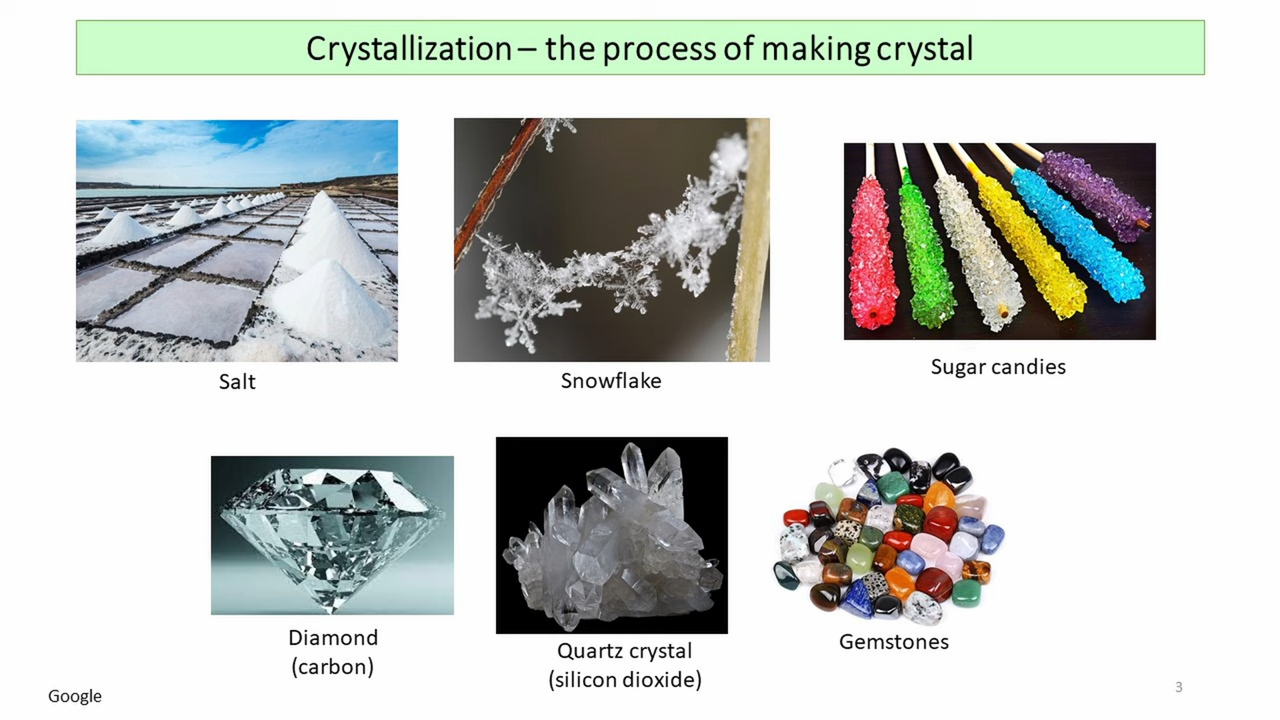 Crystallization – the process of making crystal
Salt
Snowflake
Sugar candies
Diamond
(carbon)
Quartz crystal
(silicon dioxide)
Gemstones
Google
3